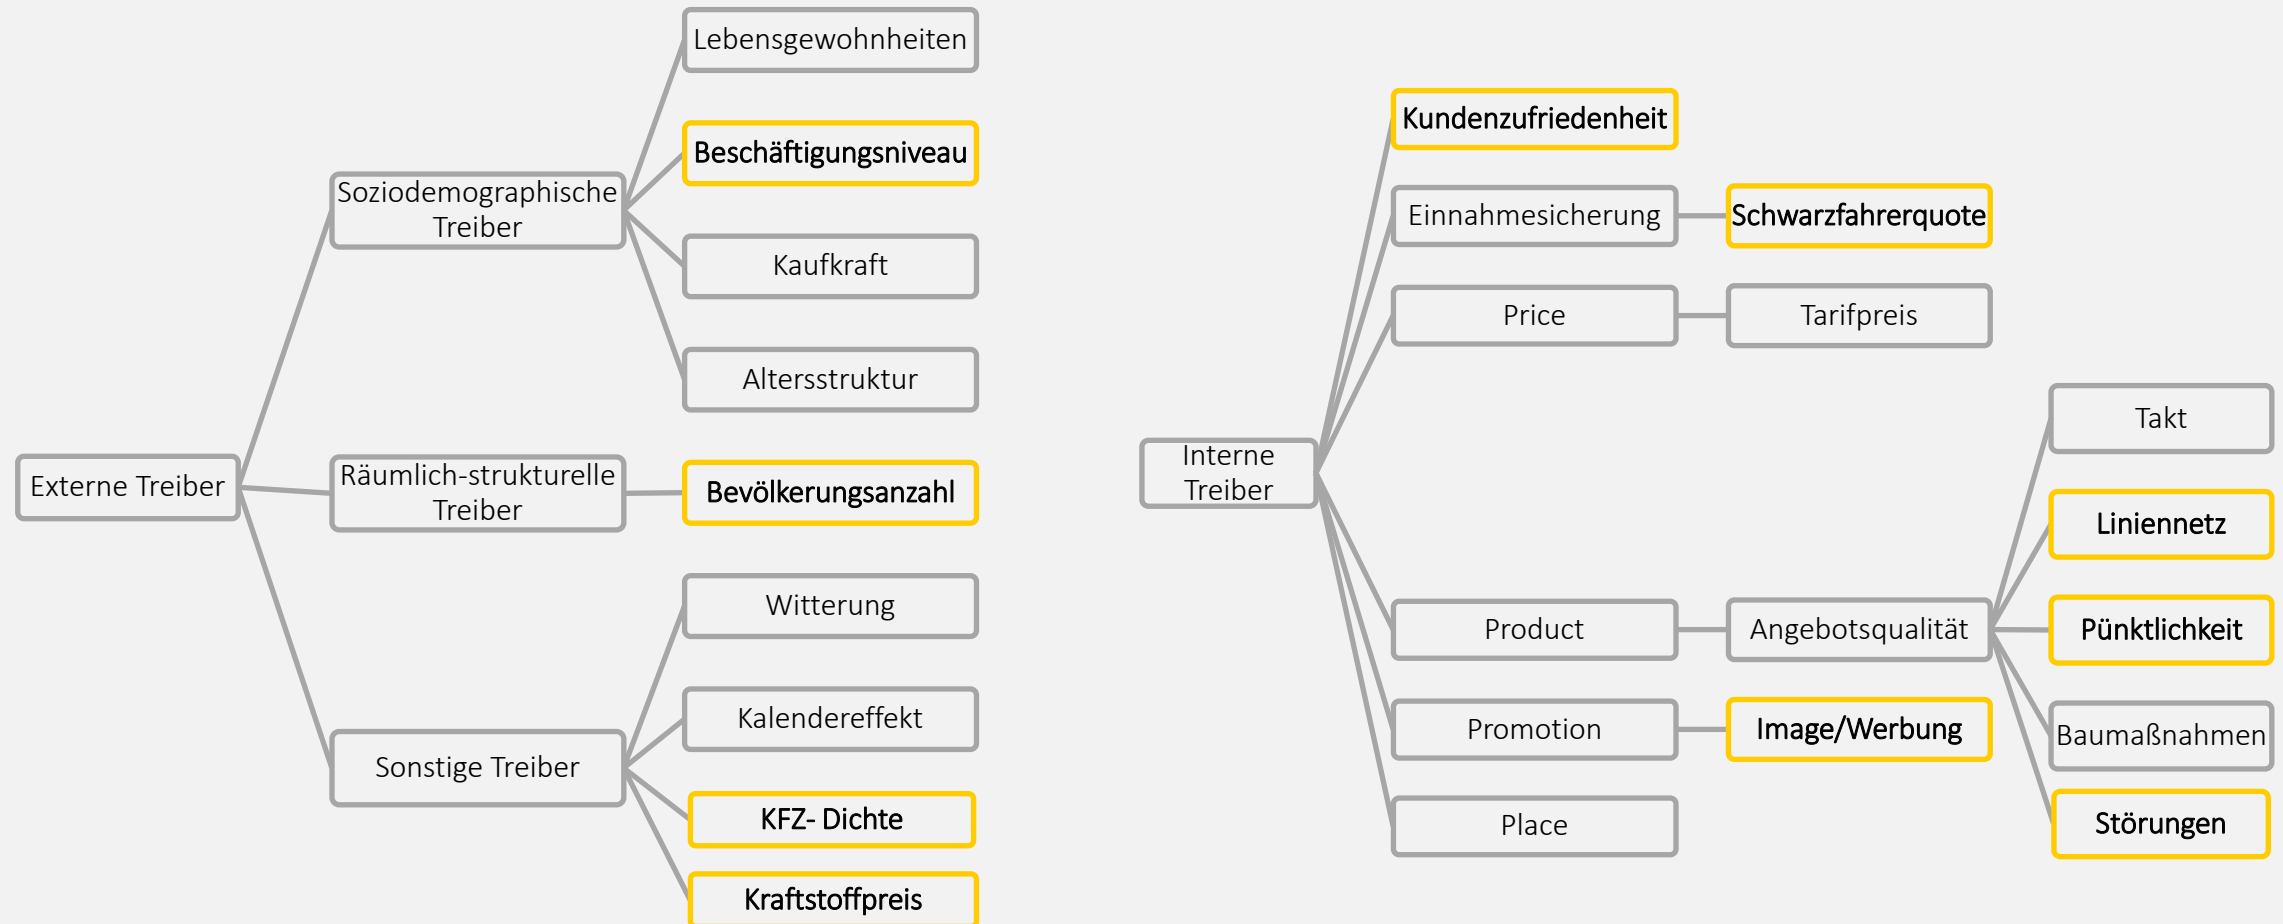 Externe Treiber
Soziodemographische
Treiber
Lebensgewohnheiten
Beschäftigungsniveau
Kaufkraft
Altersstruktur
Räumlich-strukturelle
Treiber
Bevölkerungsanzahl
Sonstige Treiber
Witterung
Kalendereffekt
KFZ- Dichte
Kraftstoffpreis
Interne
Treiber
Kundenzufriedenheit
Einnahmesicherung
Schwarzfahrerquote
Price
Tarifpreis
Product
Angebotsqualität
Takt
Liniennetz
Pünktlichkeit
Baumaßnahmen
Störungen
Promotion
Image/Werbung
Place